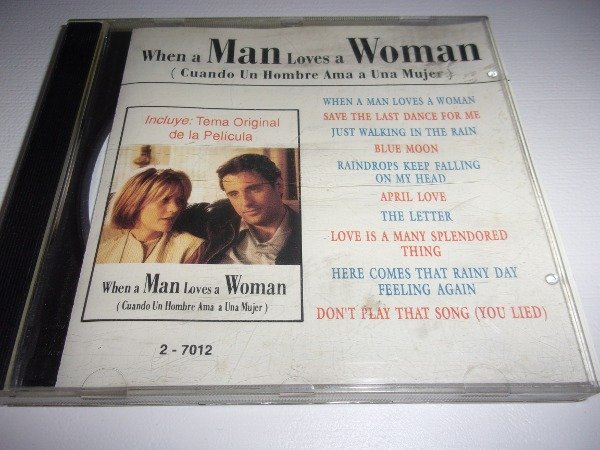 When a Man Loves a Woman
( Cuando Un Hombre Ama a Una Mujer )
Incluye: Tema Original
de la Película
When a Man Loves a Woman
( Cuando Un Hombre Ama a Una Mujer )
2 - 7012
WHEN A MAN LOVES A WOMAN
SAVE THE LAST DANCE FOR ME
JUST WALKING IN THE RAIN
BLUE MOON
RAINDROPS KEEP FALLING
ON MY HEAD
APRIL LOVE
THE LETTER
LOVE IS A MANY SPLENDORED
THING
HERE COMES THAT RAINY DAY
FEELING AGAIN
DON'T PLAY THAT SONG (YOU LIED)